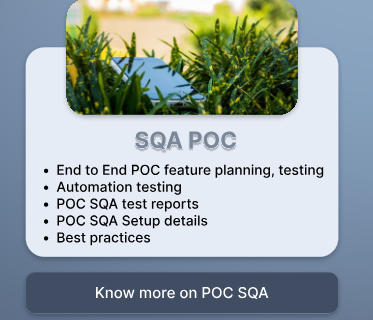 SQA POC
• End to End POC feature planning, testing
• Automation testing
• POC SQA test reports
• POC SQA Setup details
• Best practices
Know more on POC SQA